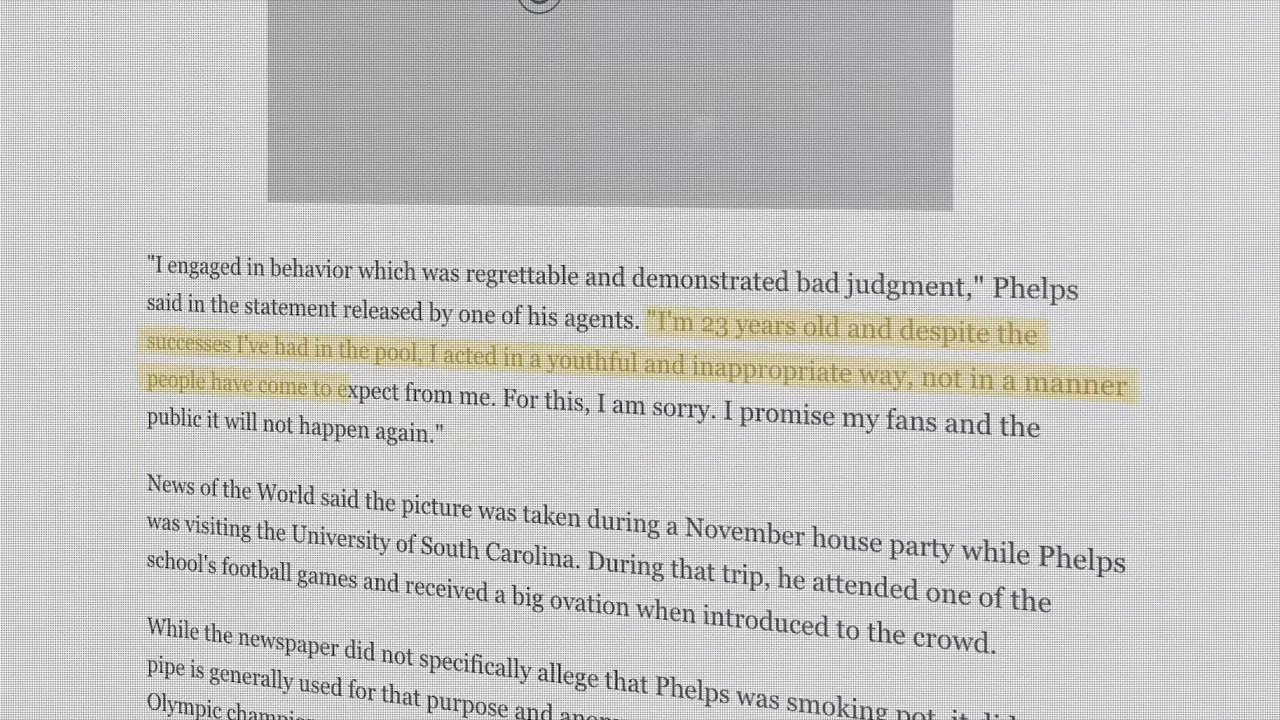 "I engaged in behavior which was regrettable and demonstrated bad judgment," Phelps
said in the statement released by one of his agents. "I'm 23 years old and despite the
successes I've had in the pool, I acted in a youthful and inappropriate way, not in a manner
people have come to expect from me. For this, I am sorry. I promise my fans and the
public it will not happen again."
News of the World said the picture was taken during a November house party while Phelps
was visiting the University of South Carolina. During that trip, he attended one of the
school's football games and received a big ovation when introduced to the crowd.
While the newspaper did not specifically allege that Phelps was smoking pot, it did
pipe is generally used for that purpose and
Olympic